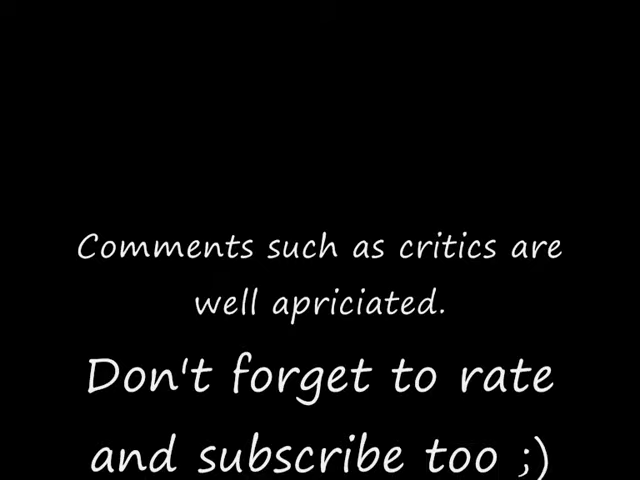 Comments such as critics are
well apriciated.
Don't forget to rate
and subscribe too ;)